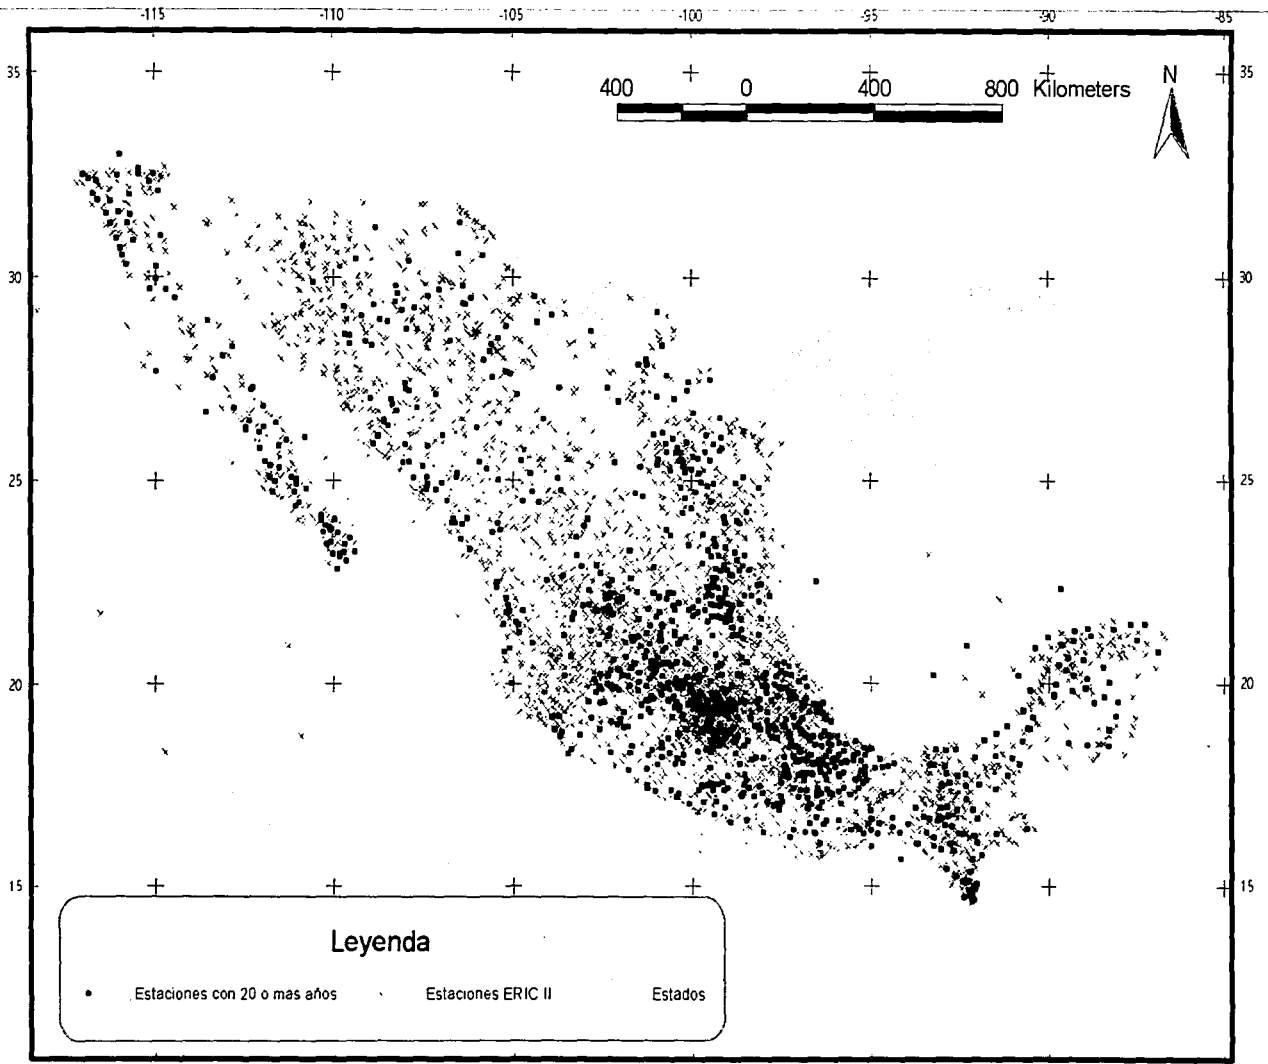 -115 -110 -105 -100 -95 -90 -85
35 35
400 0 400 800 Kilometers
N
30 30
25 25
20 20
15 15
Leyenda
Estaciones con 20 o mas años Estaciones ERIC II Estados